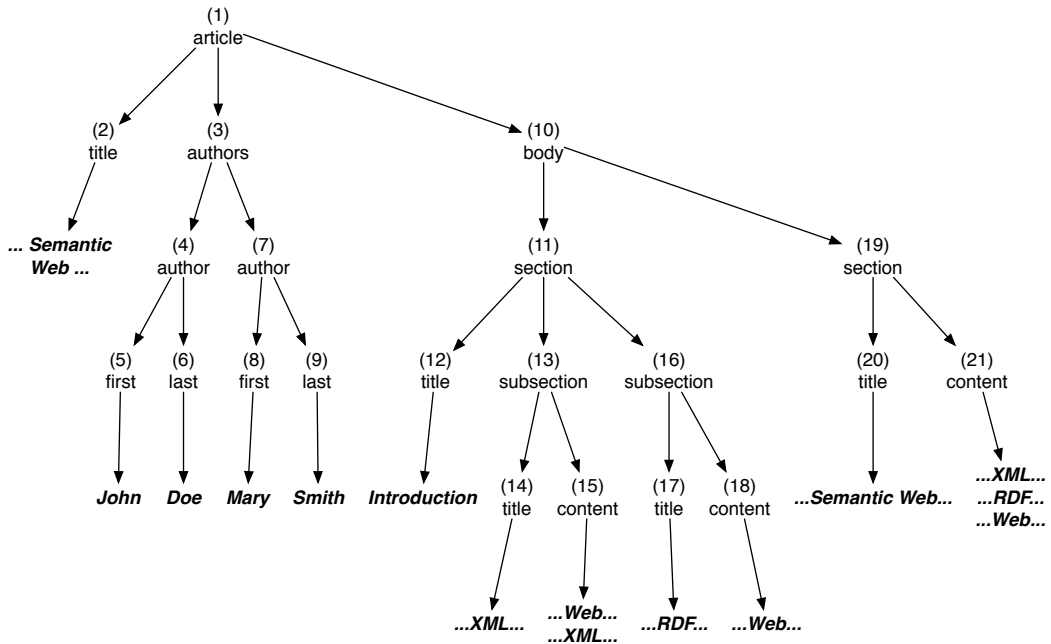 (1)
article
(2)
title
(3)
authors
(10)
body
... Semantic
Web ...
(4)
author
(7)
author
(11)
section
(19)
section
(5)
first
(6)
last
(8)
first
(9)
last
(12)
title
(13)
subsection
(16)
subsection
(20)
title
(21)
content
John
Doe
Mary
Smith
Introduction
(14)
title
(15)
content
(17)
title
(18)
content
...Semantic Web...
...XML...
...RDF...
...Web...
...XML...
...Web...
...XML...
...RDF...
...Web...